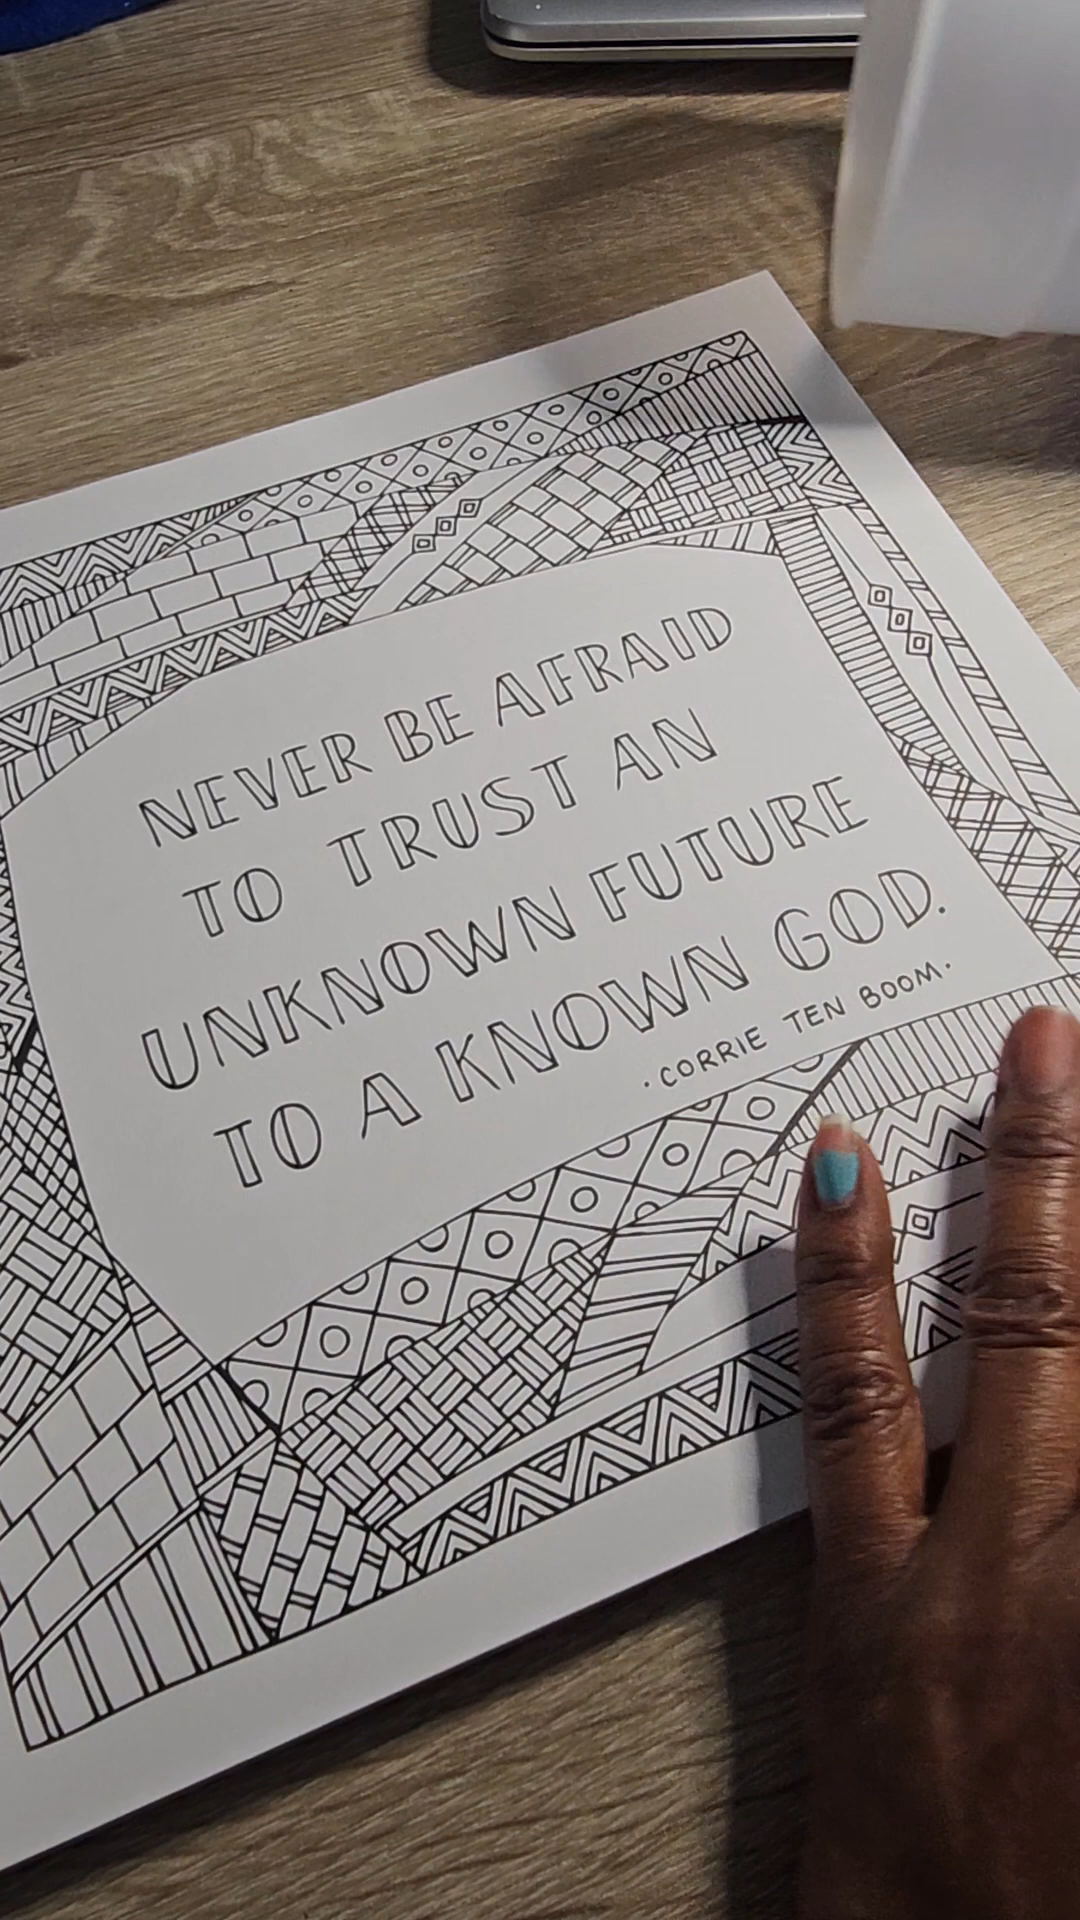 NEVER BE AFRAID
TO TRUST AN
UNKNOWN FUTURE
TO A KNOWN GOD.
·CORRIE TEN BOOM·